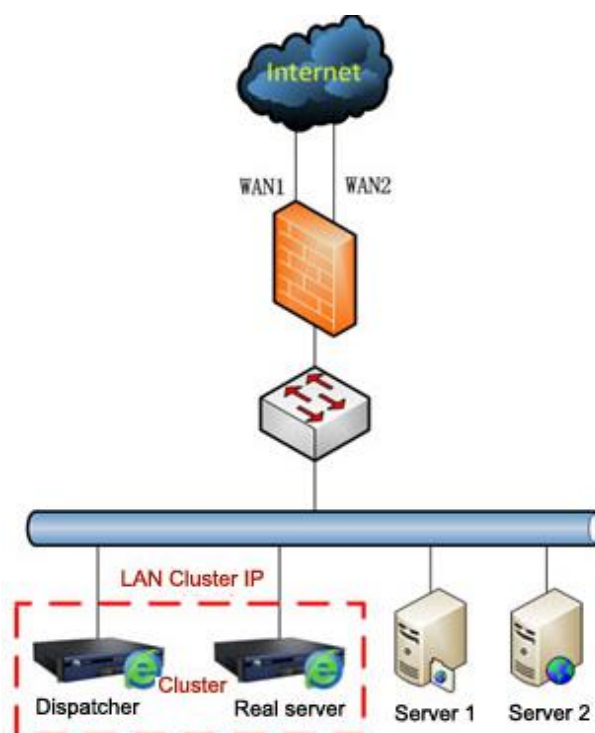 Internet
WAN1
WAN2
LAN Cluster IP
Cluster
Dispatcher
Real server
Server 1
Server 2